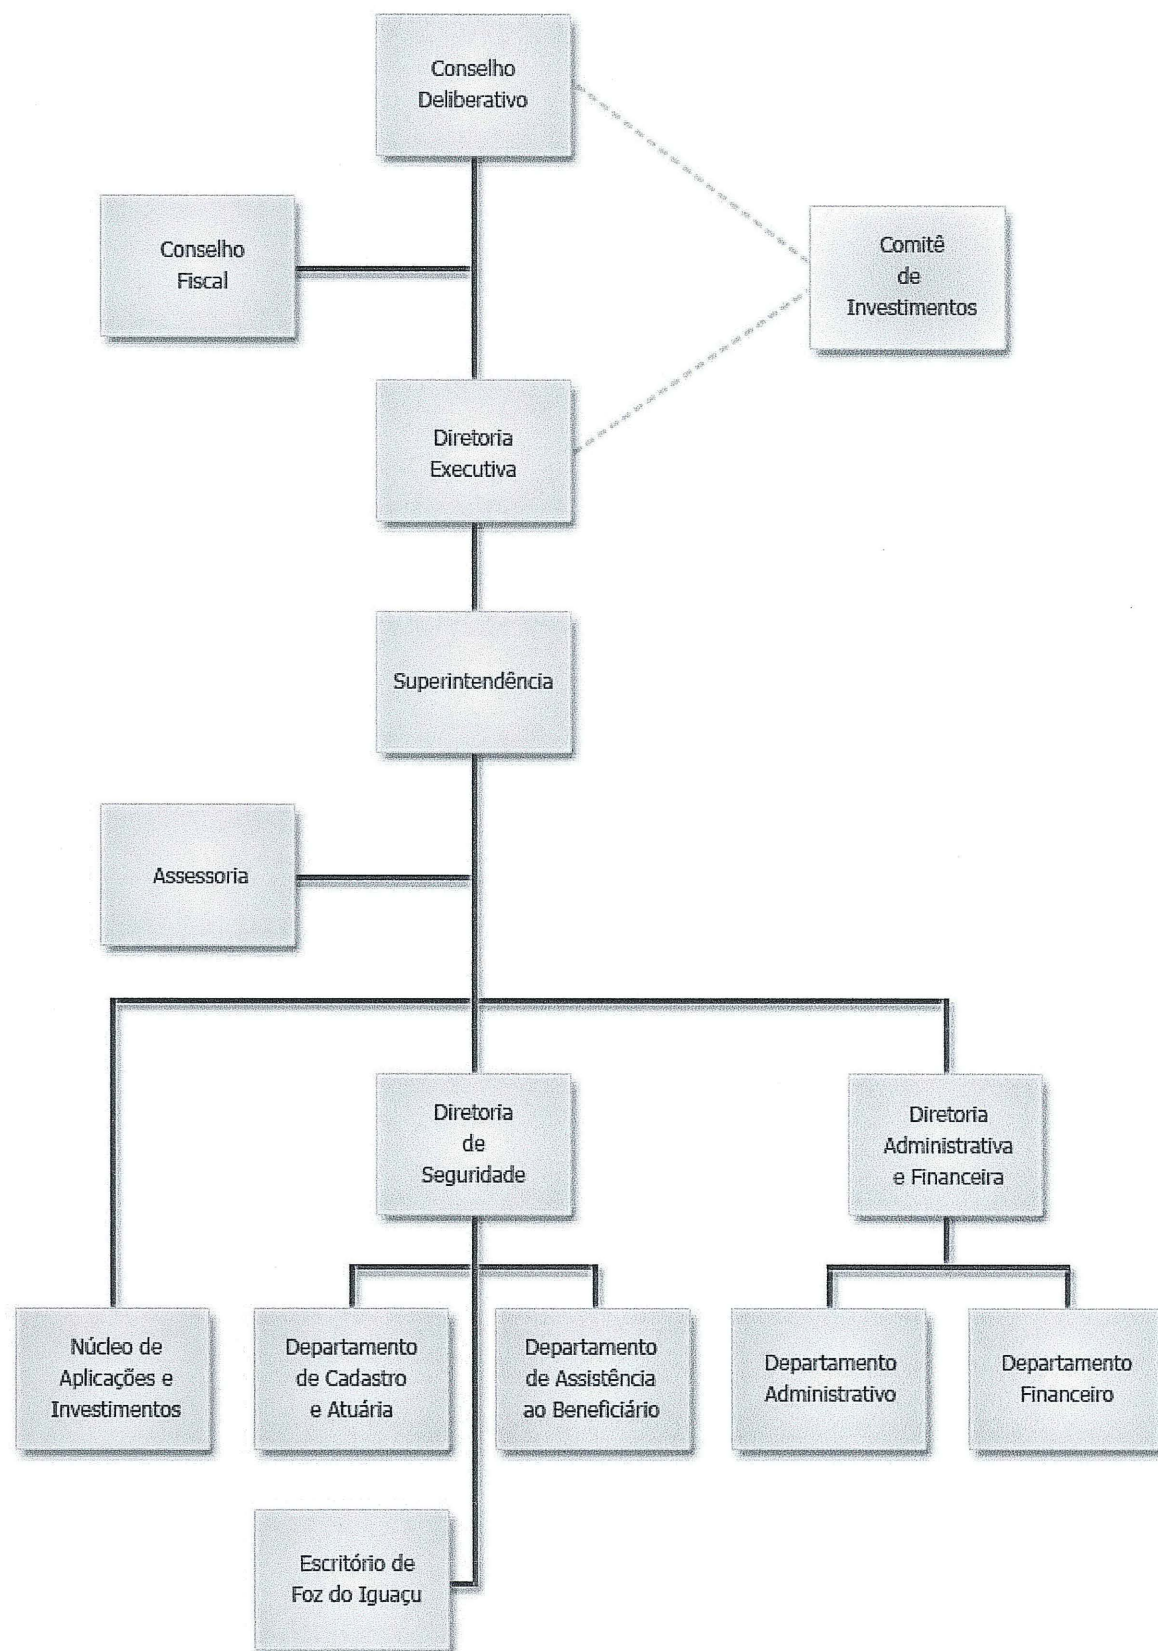 Conselho
Deliberativo
Conselho
Fiscal
Comitê
de
Investimentos
Diretoria
Executiva
Superintendência
Assessoria
Diretoria
de
Seguridade
Diretoria
Administrativa
e Financeira
Núcleo de
Aplicações e
Investimentos
Departamento
de Cadastro
e Atuária
Departamento
de Assistência
ao Beneficiário
Departamento
Administrativo
Departamento
Financeiro
Escritório de
Foz do Iguaçu